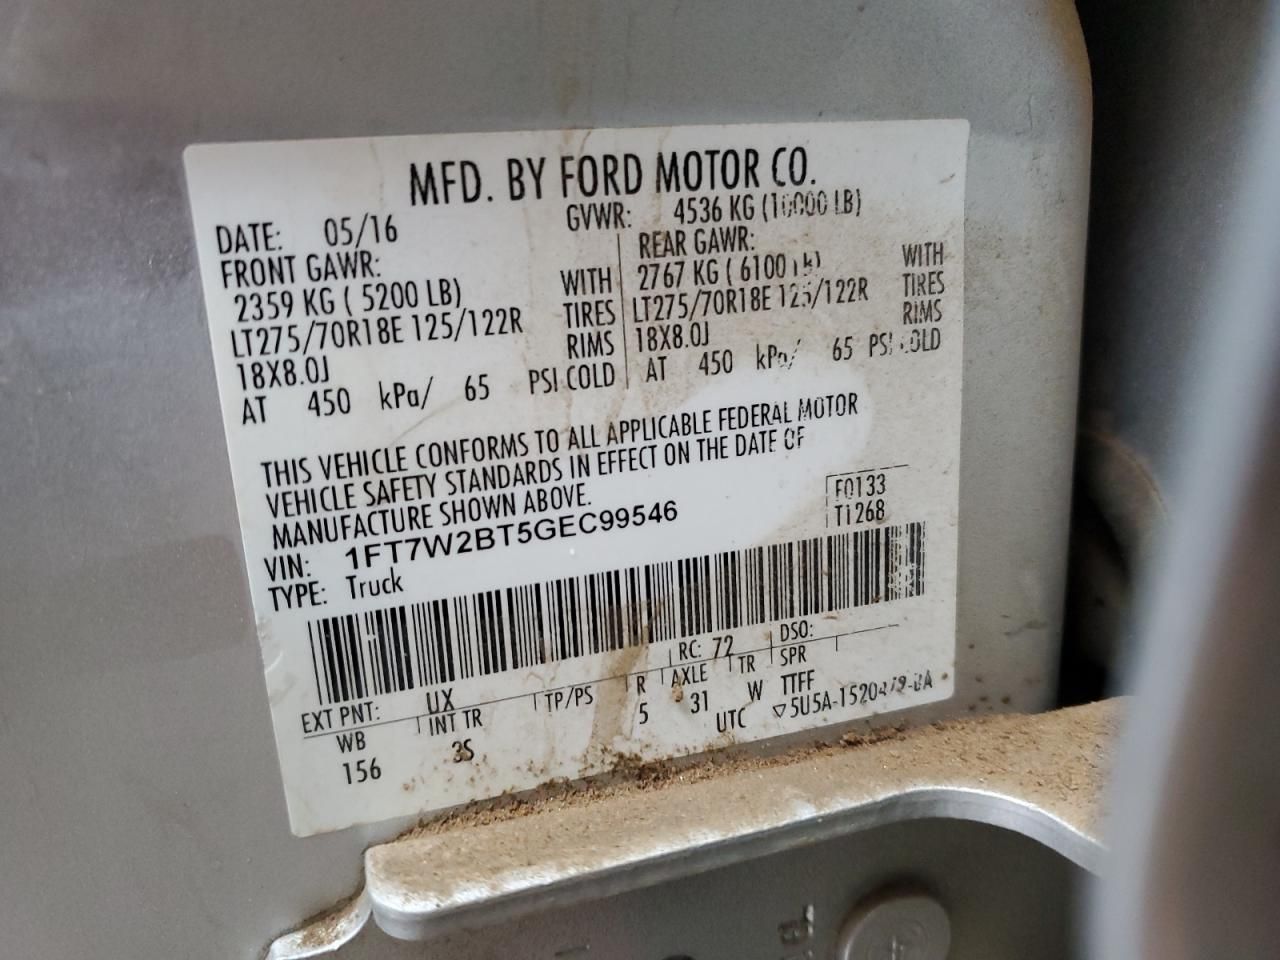 MFD. BY FORD MOTOR CO.
DATE: 05/16 GVWR: 4536 KG (10000 LB)
FRONT GAWR: REAR GAWR:
2359 KG ( 5200 LB) WITH 2767 KG ( 6100 LB) WITH
LT275/70R18E 125/122R TIRES LT275/70R18E 125/122R TIRES
18X8.0J RIMS 18X8.0J RIMS
AT 450 kPa/ 65 PSI COLD AT 450 kPa/ 65 PSI COLD
THIS VEHICLE CONFORMS TO ALL APPLICABLE FEDERAL MOTOR
VEHICLE SAFETY STANDARDS IN EFFECT ON THE DATE OF
MANUFACTURE SHOWN ABOVE.
F0133
VIN: 1FT7W2BT5GEC99546 T1268
TYPE: Truck
EXT PNT: UX RC: 72 DSO:
WB INT TR TP/PS R AXLE TR SPR
156 3S 5 31 W TTFF
UTC ▽5U5A-1520472-BA